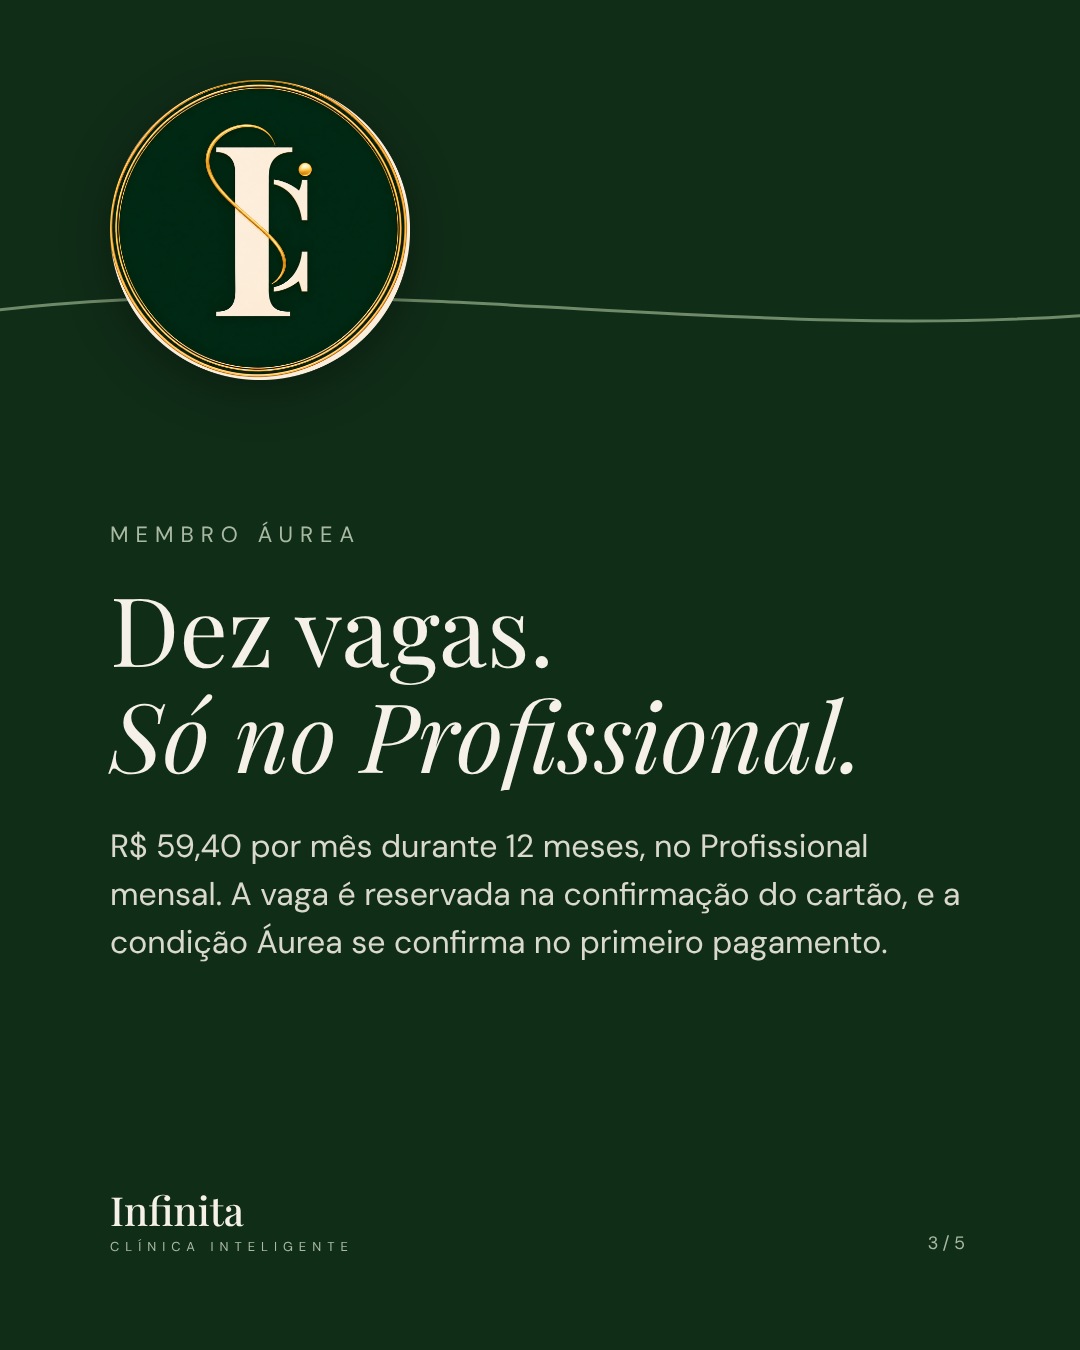 MEMBRO ÁUREA
Dez vagas.
Só no Profissional.
R$ 59,40 por mês durante 12 meses, no Profissional
mensal. A vaga é reservada na confirmação do cartão, e a
condição Áurea se confirma no primeiro pagamento.
Infinita
CLÍNICA INTELIGENTE
3/5